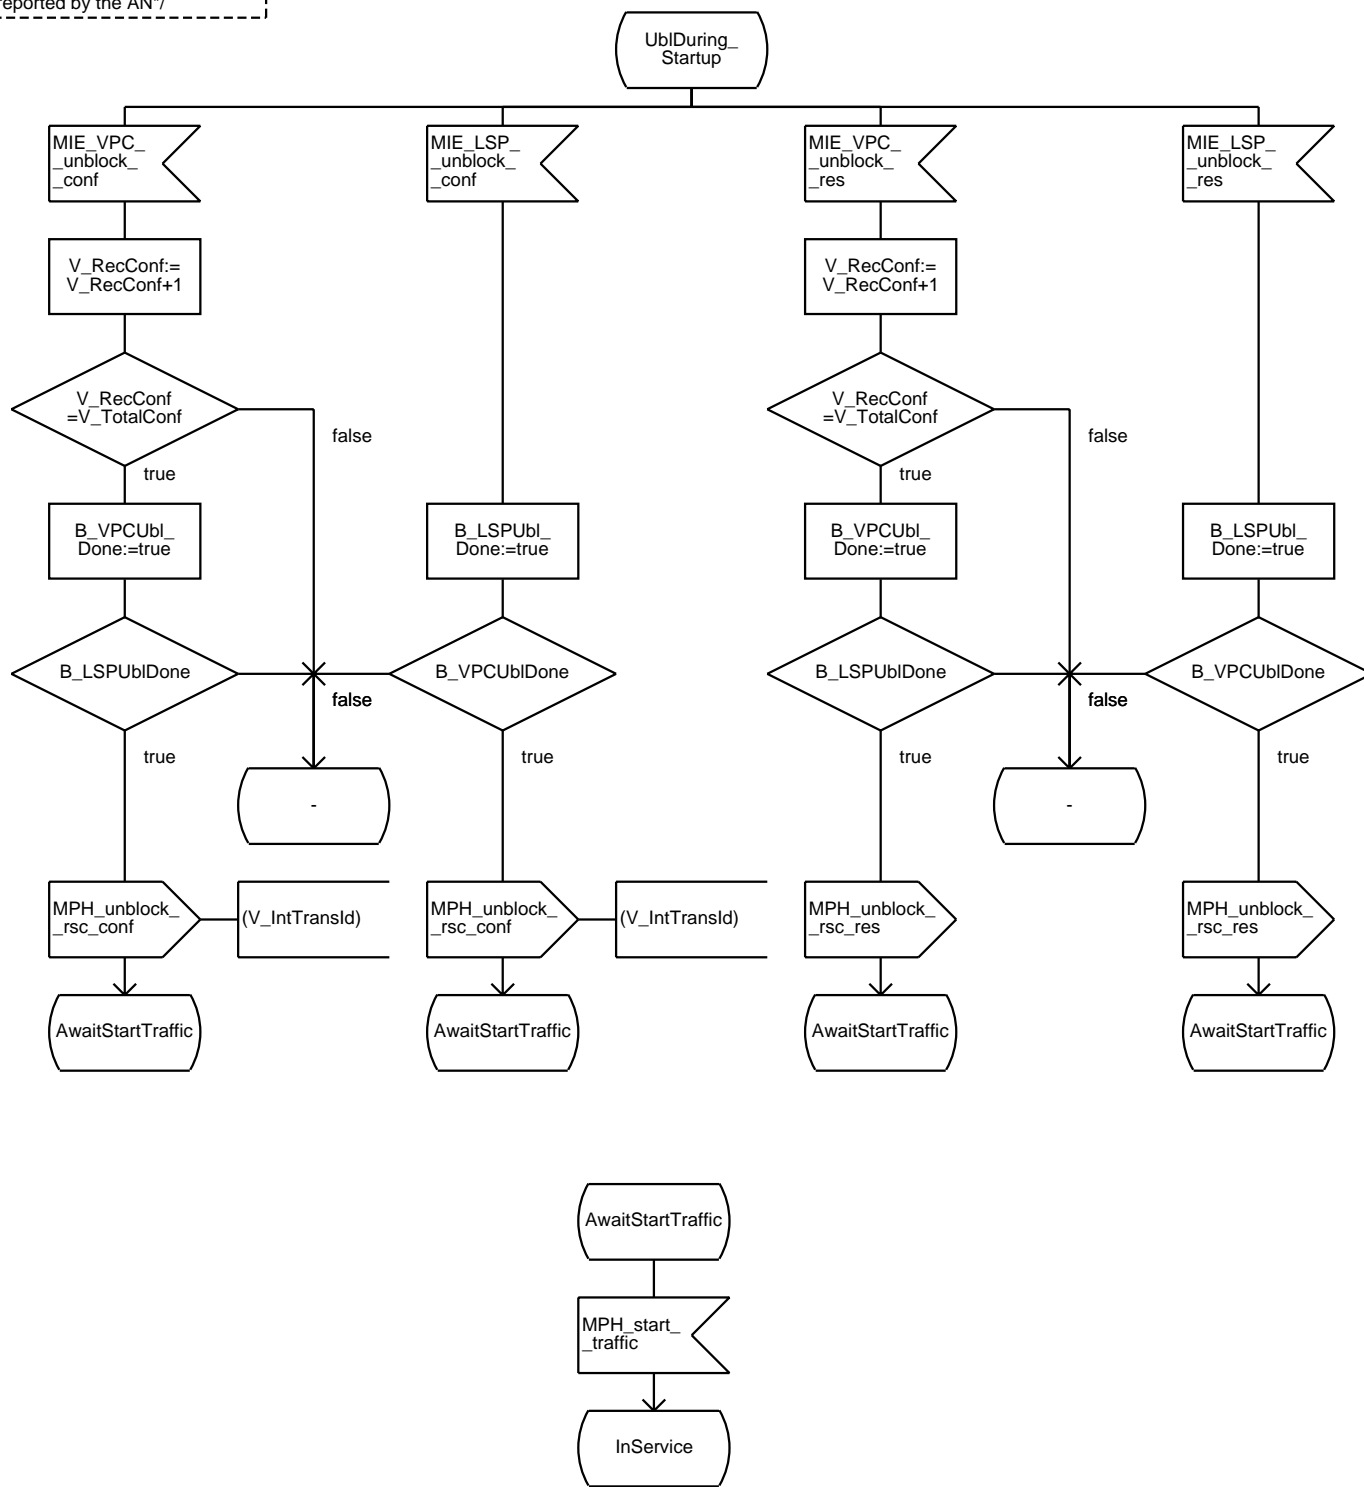 reported by the AN*/
UblDuring_
Startup
MIE_VPC_
_unblock_
_conf
MIE_LSP_
_unblock_
_conf
MIE_VPC_
_unblock_
_res
MIE_LSP_
_unblock_
_res
V_RecConf:=
V_RecConf+1
V_RecConf:=
V_RecConf+1
V_RecConf
=V_TotalConf
false
true
V_RecConf
=V_TotalConf
false
true
B_VPCUbl_
Done:=true
B_LSPUbl_
Done:=true
B_VPCUbl_
Done:=true
B_LSPUbl_
Done:=true
B_LSPUblDone
B_VPCUblDone
B_LSPUblDone
B_VPCUblDone
false
false
true
true
true
true
-
-
MPH_unblock_
_rsc_conf
(V_IntTransId)
MPH_unblock_
_rsc_conf
(V_IntTransId)
MPH_unblock_
_rsc_res
MPH_unblock_
_rsc_res
AwaitStartTraffic
AwaitStartTraffic
AwaitStartTraffic
AwaitStartTraffic
AwaitStartTraffic
MPH_start_
_traffic
InService